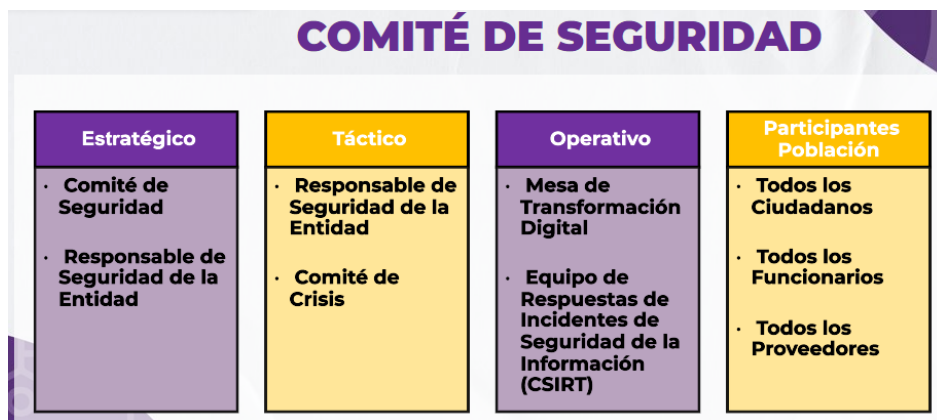 COMITÉ DE SEGURIDAD
Estratégico
· Comité de
Seguridad
· Responsable de
Seguridad de la
Entidad
Táctico
· Responsable de
Seguridad de la
Entidad
· Comité de
Crisis
Operativo
· Mesa de
Transformación
Digital
· Equipo de
Respuestas de
Incidentes de
Seguridad de la
Información
(CSIRT)
Participantes
Población
· Todos los
Ciudadanos
· Todos los
Funcionarios
· Todos los
Proveedores